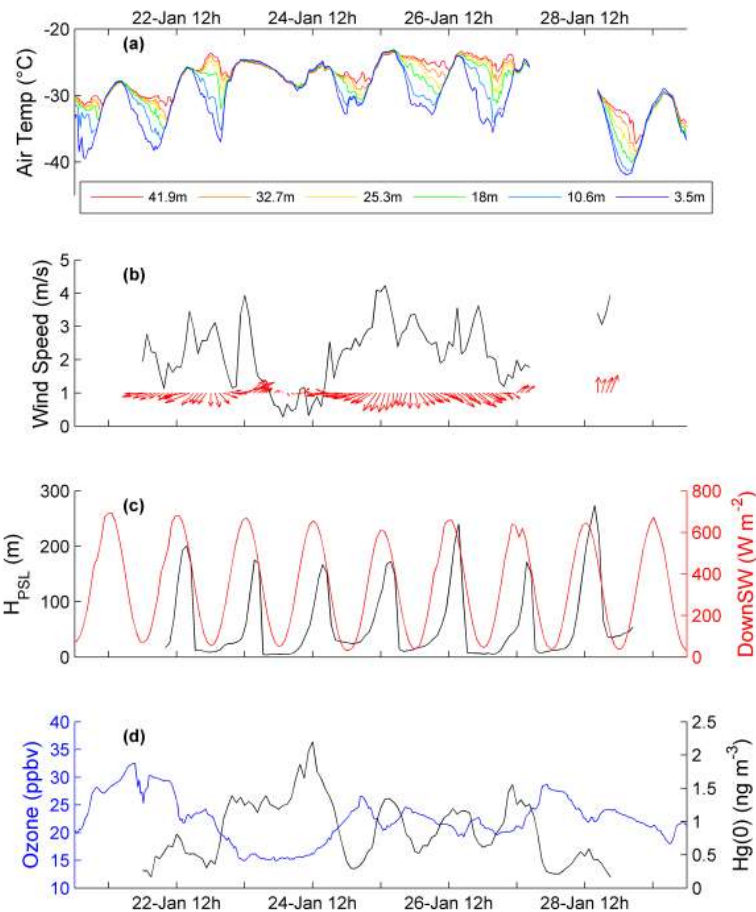 22-Jan 12h 24-Jan 12h 26-Jan 12h 28-Jan 12h
(a)
Air Temp (°C)
-20
-30
-40
41.9m 32.7m 25.3m 18m 10.6m 3.5m
(b)
Wind Speed (m/s)
5
4
3
2
1
0
(c)
H_PSL (m)
300
200
100
0
800
600
400
200
0
DownSW (W m⁻²)
(d)
Ozone (ppbv)
40
35
30
25
20
15
10
2.5
2
1.5
1
0.5
0
Hg(0) (ng m⁻³)
22-Jan 12h 24-Jan 12h 26-Jan 12h 28-Jan 12h